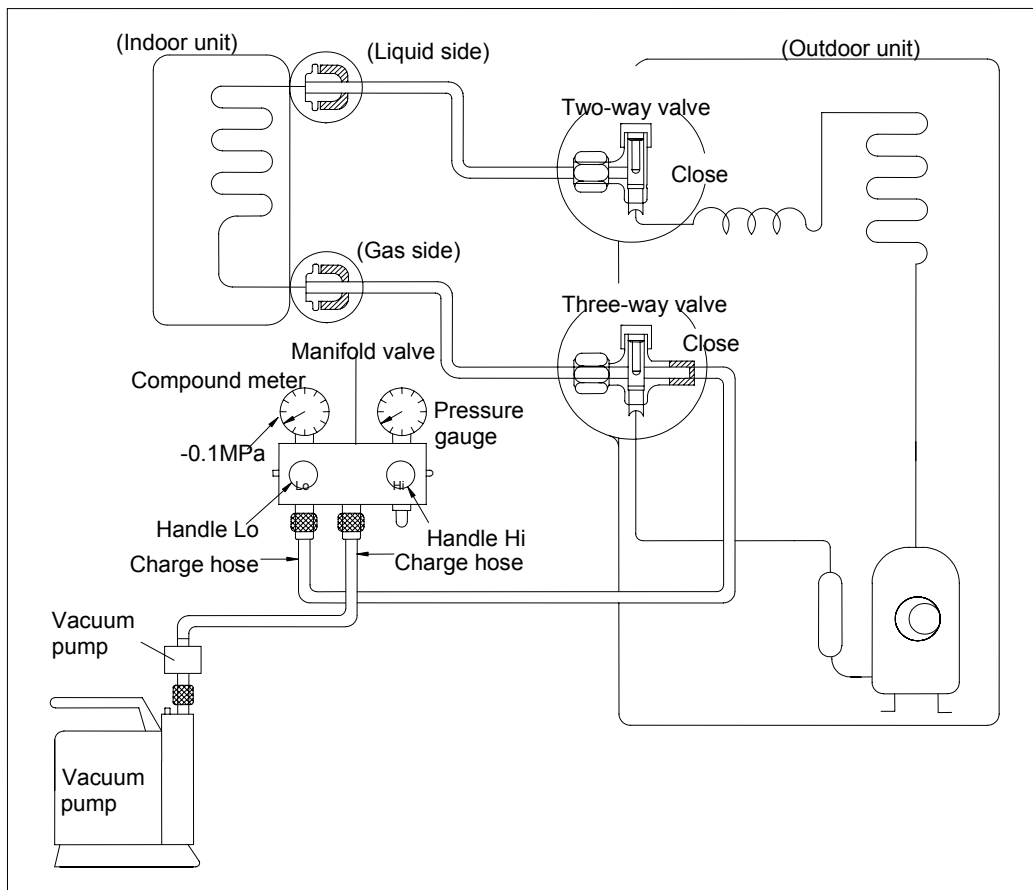 (Indoor unit)
(Liquid side)
(Outdoor unit)
Two-way valve
Close
(Gas side)
Three-way valve
Close
Manifold valve
Compound meter
Pressure
gauge
-0.1MPa
Lo
Hi
Handle Lo
Handle Hi
Charge hose
Charge hose
Vacuum
pump
Vacuum
pump